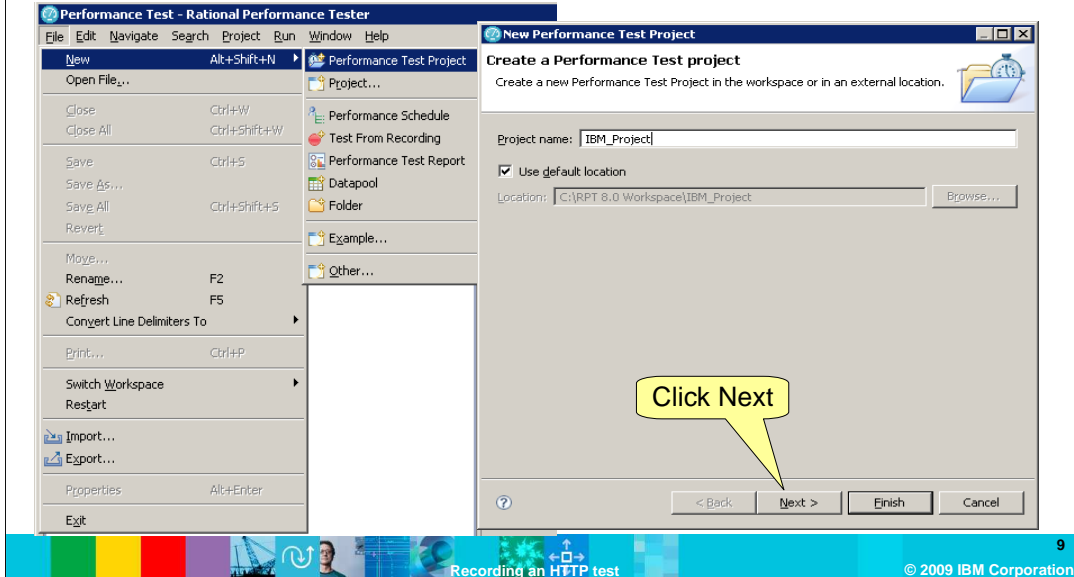 Performance Test - Rational Performance Tester
File Edit Navigate Search Project Run Window Help
New Alt+Shift+N
Open File...
Close Ctrl+W
Close All Ctrl+Shift+W
Save Ctrl+S
Save As...
Save All Ctrl+Shift+S
Revert
Move...
Rename... F2
Refresh F5
Convert Line Delimiters To
Print... Ctrl+P
Switch Workspace
Restart
Import...
Export...
Properties Alt+Enter
Exit
Performance Test Project
Project...
Performance Schedule
Test From Recording
Performance Test Report
Datapool
Folder
Example...
Other...
New Performance Test Project
Create a Performance Test project
Create a new Performance Test Project in the workspace or in an external location.
Project name: IBM_Project
Use default location
Location: C:\RPT 8.0 Workspace\IBM_Project Browse...
Click Next
? < Back Next > Finish Cancel
9
Recording an HTTP test
© 2009 IBM Corporation